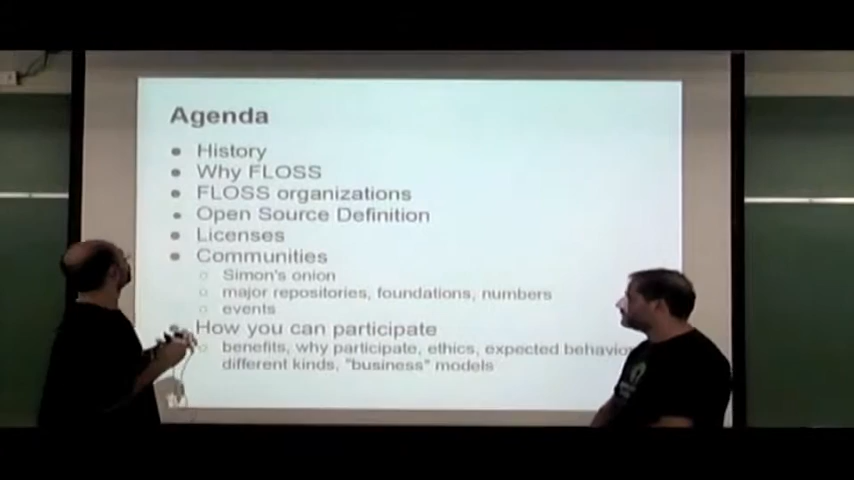 Agenda
History
Why FLOSS
FLOSS organizations
Open Source Definition
Licenses
Communities
Simon's onion
major repositories, foundations, numbers
events
How you can participate
benefits, why participate, ethics, expected behavior
different kinds, "business" models